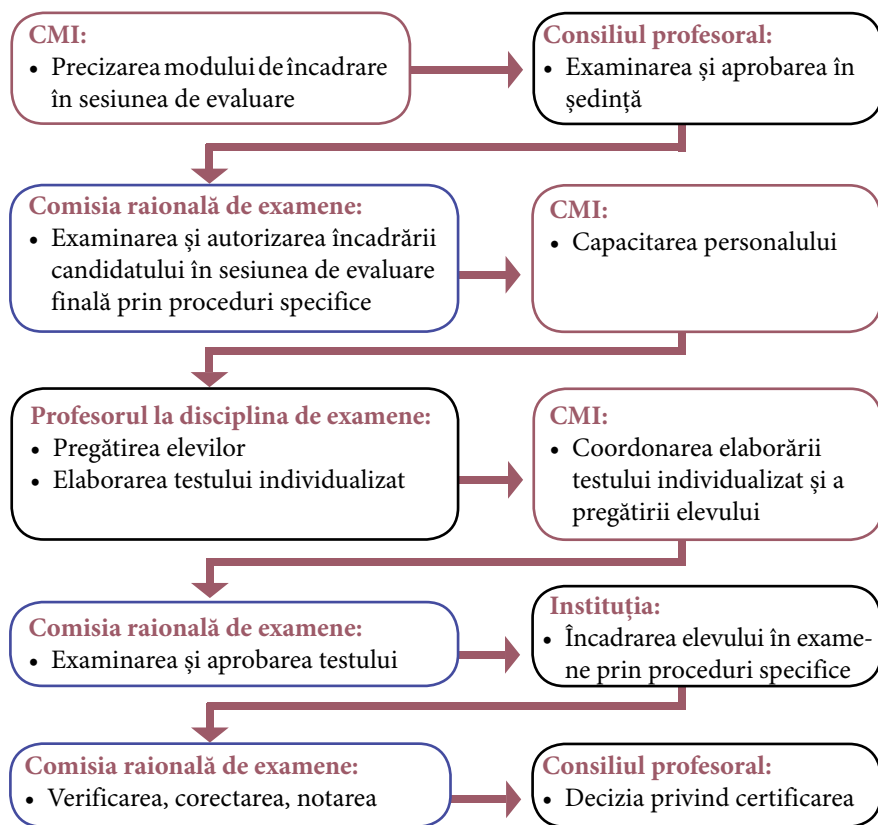 CMI:
• Precizarea modului de încadrare
în sesiunea de evaluare
Consiliul profesoral:
• Examinarea și aprobarea în
ședință
Comisia raională de examene:
• Examinarea și autorizarea încadrării
candidatului în sesiunea de evaluare
finală prin proceduri specifice
CMI:
• Capacitarea personalului
Profesorul la disciplina de examene:
• Pregătirea elevilor
• Elaborarea testului individualizat
CMI:
• Coordonarea elaborării
testului individualizat și a
pregătirii elevului
Comisia raională de examene:
• Examinarea și aprobarea testului
Instituția:
• Încadrarea elevului în exame-
ne prin proceduri specifice
Comisia raională de examene:
• Verificarea, corectarea, notarea
Consiliul profesoral:
• Decizia privind certificarea